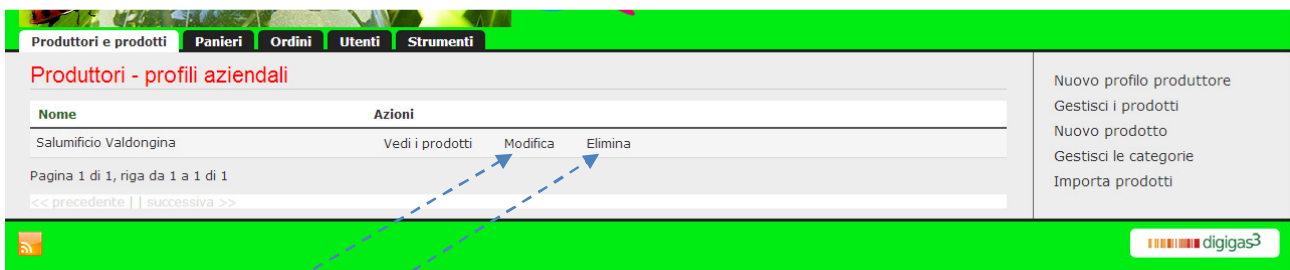 Produttori e prodotti Panieri Ordini Utenti Strumenti
Produttori - profili aziendali
Nome Azioni
Salumificio Valdongina Vedi i prodotti Modifica Elimina
Pagina 1 di 1, riga da 1 a 1 di 1
<< precedente | | successiva >>
Nuovo profilo produttore
Gestisci i prodotti
Nuovo prodotto
Gestisci le categorie
Importa prodotti
digigas3